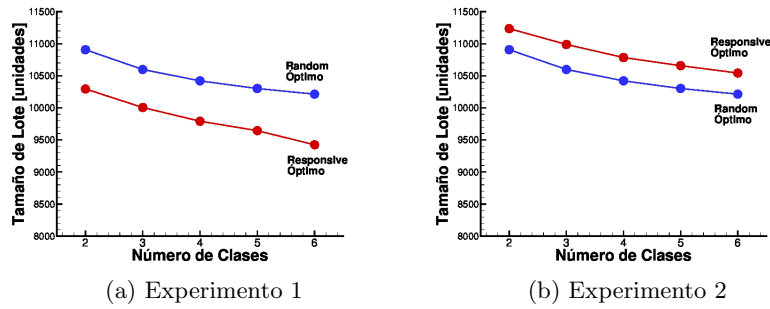 11500
11000
10500
10000
9500
9000
8500
8000
Tamaño de Lote [unidades]
Random
Óptimo
Responsive
Óptimo
2 3 4 5 6
Número de Clases
(a) Experimento 1
11500
11000
10500
10000
9500
9000
8500
8000
Tamaño de Lote [unidades]
Responsive
Óptimo
Random
Óptimo
2 3 4 5 6
Número de Clases
(b) Experimento 2